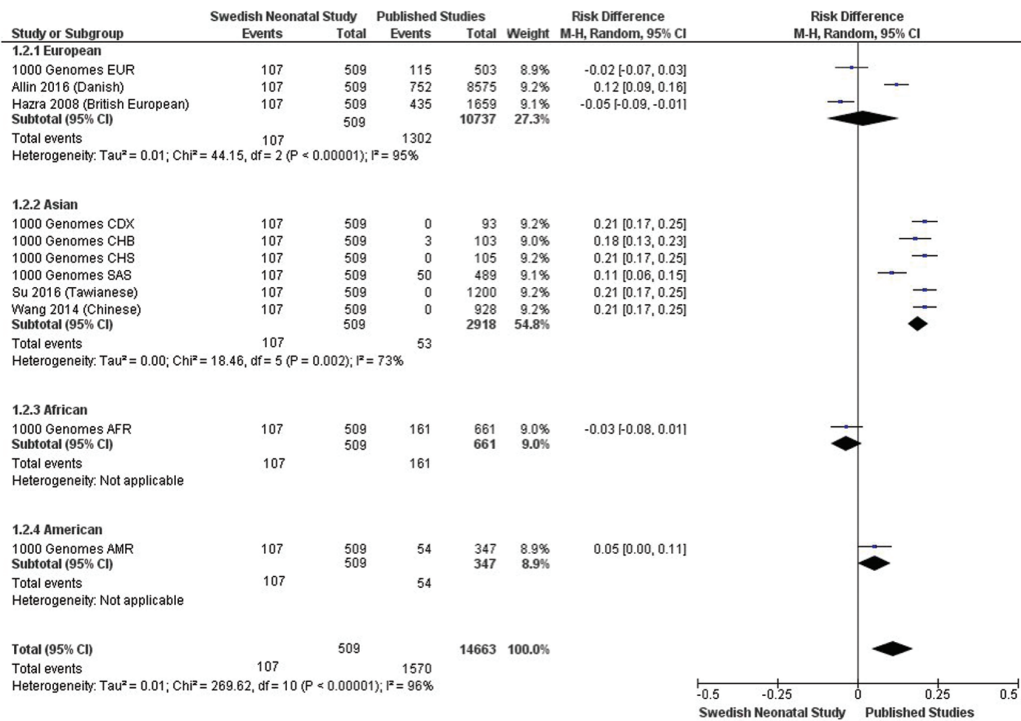 Swedish Neonatal Study Published Studies Risk Difference Risk Difference
Study or Subgroup Events Total Events Total Weight M-H, Random, 95% CI M-H, Random, 95% CI
1.2.1 European
1000 Genomes EUR 107 509 115 503 8.9% -0.02 [-0.07, 0.03]
Allin 2016 (Danish) 107 509 752 8575 9.2% 0.12 [0.09, 0.16]
Hazra 2008 (British European) 107 509 435 1659 9.1% -0.05 [-0.09, -0.01]
Subtotal (95% CI) 509 10737 27.3%
Total events 107 1302
Heterogeneity: Tau² = 0.01; Chi² = 44.15, df = 2 (P < 0.00001); I² = 95%
1.2.2 Asian
1000 Genomes CDX 107 509 0 93 9.2% 0.21 [0.17, 0.25]
1000 Genomes CHB 107 509 3 103 9.0% 0.18 [0.13, 0.23]
1000 Genomes CHS 107 509 0 105 9.2% 0.21 [0.17, 0.25]
1000 Genomes SAS 107 509 50 489 9.1% 0.11 [0.06, 0.15]
Su 2016 (Tawianese) 107 509 0 1200 9.2% 0.21 [0.17, 0.25]
Wang 2014 (Chinese) 107 509 0 928 9.2% 0.21 [0.17, 0.25]
Subtotal (95% CI) 509 2918 54.8%
Total events 107 53
Heterogeneity: Tau² = 0.00; Chi² = 18.46, df = 5 (P = 0.002); I² = 73%
1.2.3 African
1000 Genomes AFR 107 509 161 661 9.0% -0.03 [-0.08, 0.01]
Subtotal (95% CI) 509 661 9.0%
Total events 107 161
Heterogeneity: Not applicable
1.2.4 American
1000 Genomes AMR 107 509 54 347 8.9% 0.05 [0.00, 0.11]
Subtotal (95% CI) 509 347 8.9%
Total events 107 54
Heterogeneity: Not applicable
Total (95% CI) 509 14663 100.0%
Total events 107 1570
Heterogeneity: Tau² = 0.01; Chi² = 269.62, df = 10 (P < 0.00001); I² = 96%
-0.5 -0.25 0 0.25 0.5
Swedish Neonatal Study Published Studies